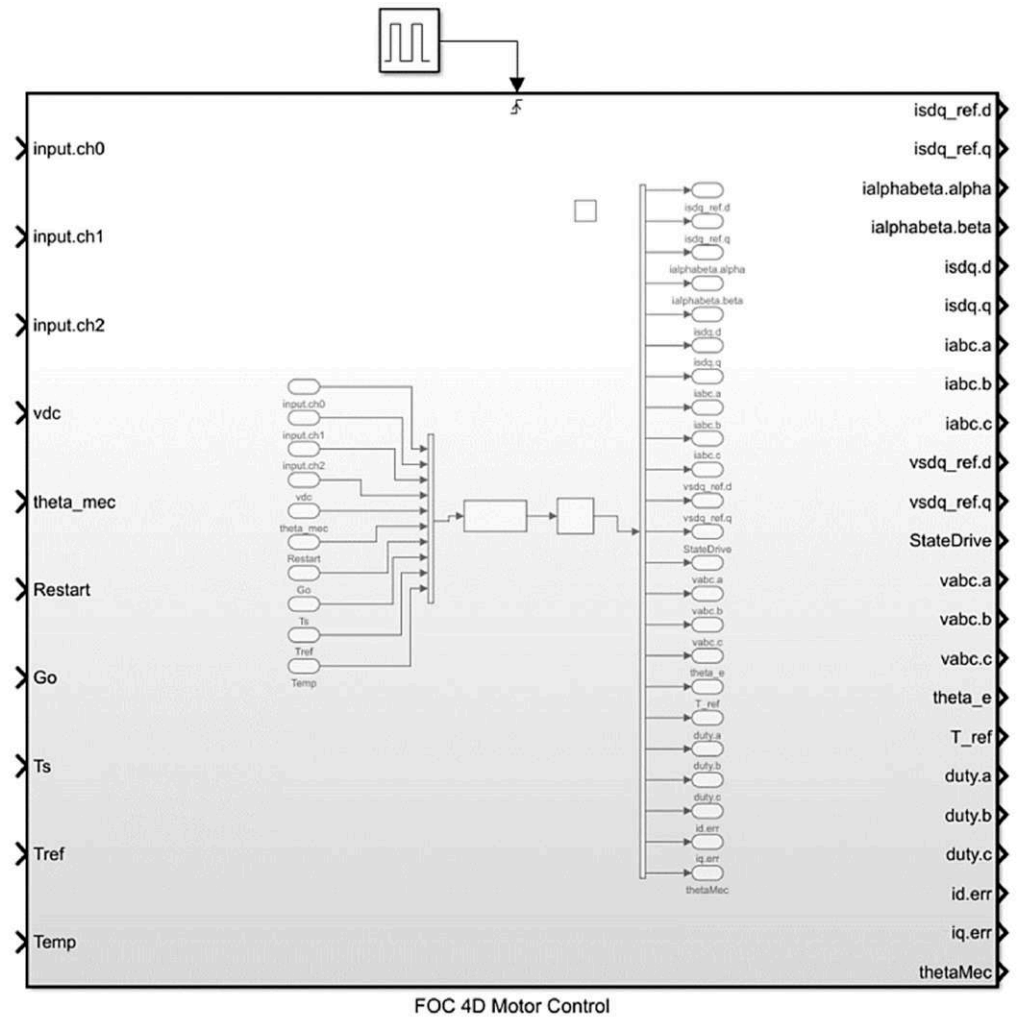 input.ch0
input.ch1
input.ch2
vdc
theta_mec
Restart
Go
Ts
Tref
Temp
input.ch0
input.ch1
input.ch2
vdc
theta_mec
Restart
Go
Ts
Tref
Temp
isdq_ref.d
isdq_ref.q
ialphabeta.alpha
ialphabeta.beta
isdq.d
isdq.q
iabc.a
iabc.b
iabc.c
vsdq_ref.d
vsdq_ref.q
StateDrive
vabc.a
vabc.b
vabc.c
theta_e
T_ref
duty.a
duty.b
duty.c
id.err
iq.err
thetaMec
isdq_ref.d
isdq_ref.q
ialphabeta.alpha
ialphabeta.beta
isdq.d
isdq.q
iabc.a
iabc.b
iabc.c
vsdq_ref.d
vsdq_ref.q
StateDrive
vabc.a
vabc.b
vabc.c
theta_e
T_ref
duty.a
duty.b
duty.c
id.err
iq.err
thetaMec
FOC 4D Motor Control